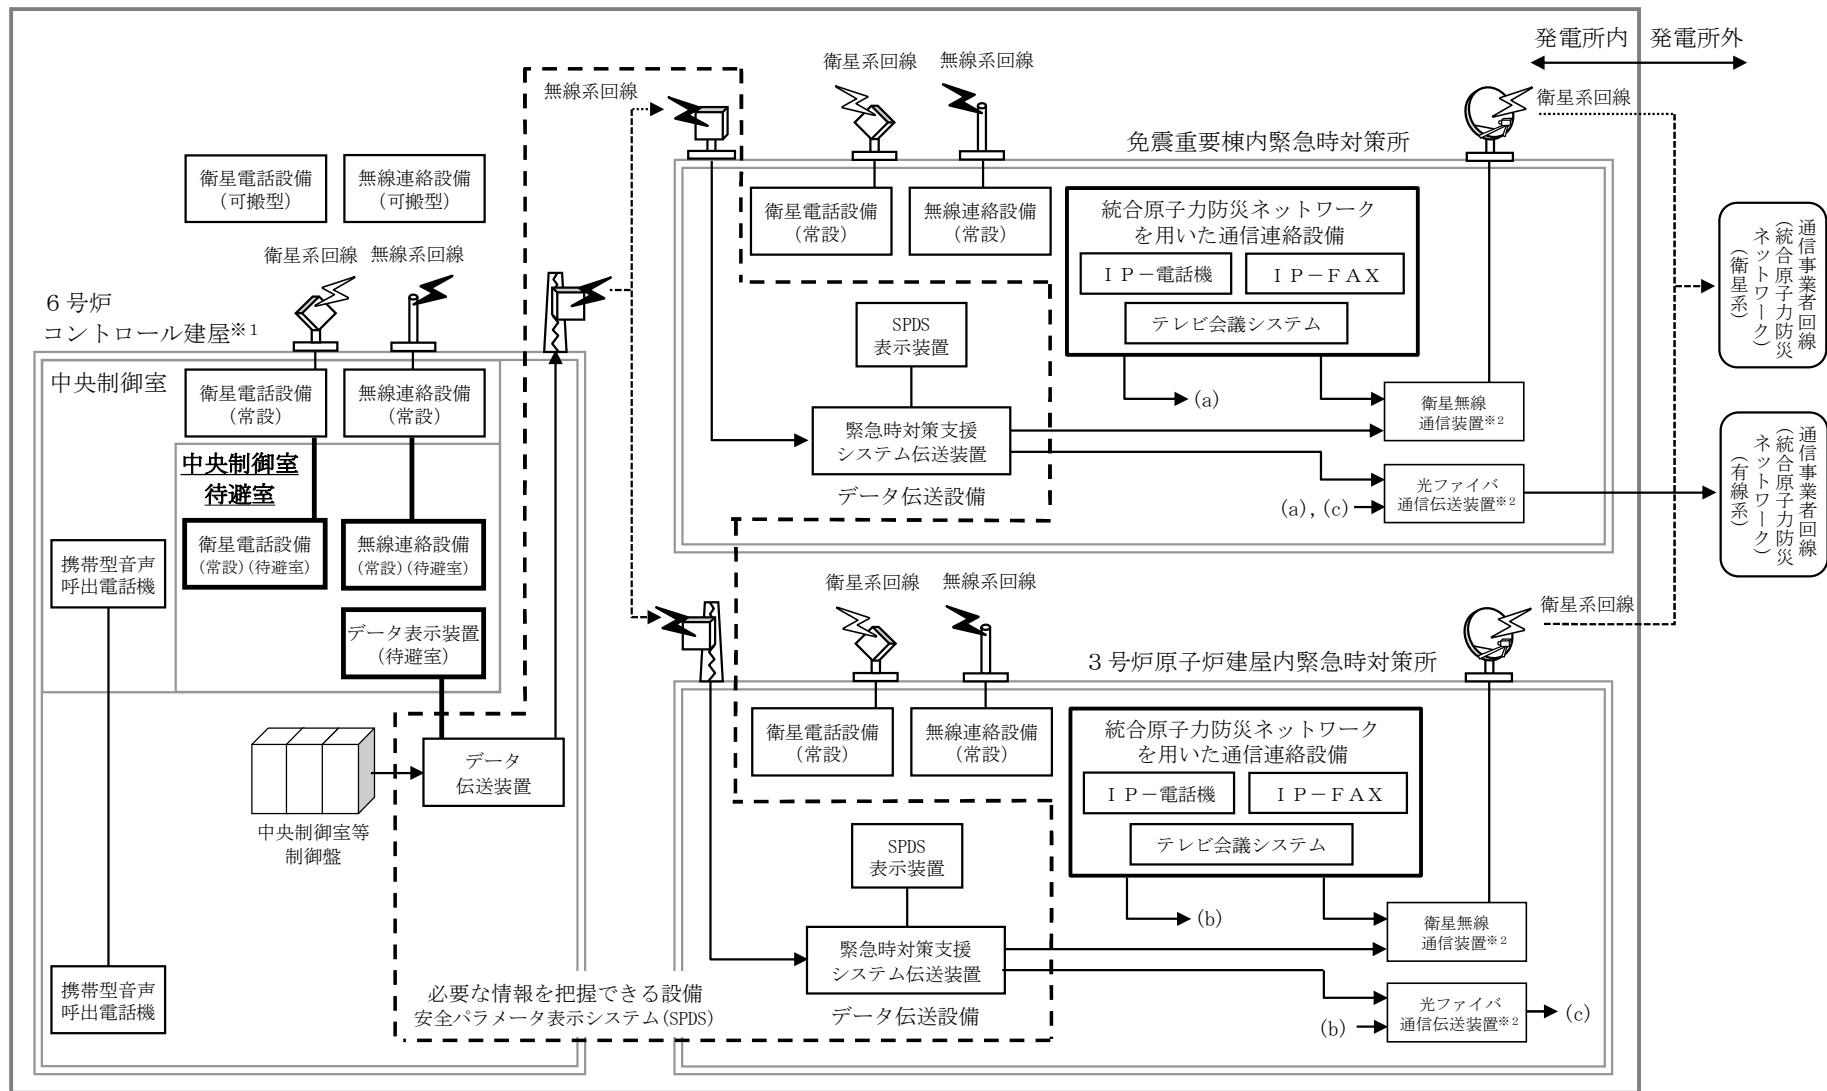 発電所内
発電所外
衛星系回線
無線系回線
無線系回線
衛星系回線
免震重要棟内緊急時対策所
衛星電話設備
(可搬型)
無線連絡設備
(可搬型)
衛星系回線
無線系回線
6号炉
コントロール建屋※1
中央制御室
衛星電話設備
(常設)
無線連絡設備
(常設)
中央制御室
待避室
衛星電話設備
(常設)(待避室)
無線連絡設備
(常設)(待避室)
データ表示装置
(待避室)
携帯型音声
呼出電話機
携帯型音声
呼出電話機
中央制御室等
制御盤
データ
伝送装置
必要な情報を把握できる設備
安全パラメータ表示システム(SPDS)
衛星電話設備
(常設)
無線連絡設備
(常設)
統合原子力防災ネットワーク
を用いた通信連絡設備
IP-電話機
IP-FAX
テレビ会議システム
SPDS
表示装置
緊急時対策支援
システム伝送装置
データ伝送設備
(a)
衛星無線
通信装置※2
光ファイバ
通信伝送装置※2
(a),(c)
通信事業者回線
(統合原子力防災
ネットワーク)
(衛星系)
通信事業者回線
(統合原子力防災
ネットワーク)
(有線系)
衛星系回線
無線系回線
衛星系回線
3号炉原子炉建屋内緊急時対策所
衛星電話設備
(常設)
無線連絡設備
(常設)
統合原子力防災ネットワーク
を用いた通信連絡設備
IP-電話機
IP-FAX
テレビ会議システム
SPDS
表示装置
緊急時対策支援
システム伝送装置
データ伝送設備
(b)
衛星無線
通信装置※2
光ファイバ
通信伝送装置※2
(b)
(c)